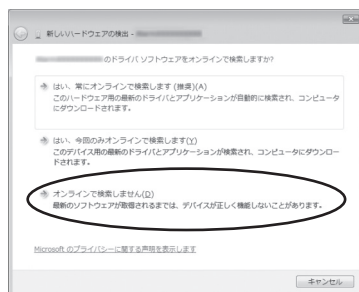 新しいハードウェアの検出 -
のドライバ ソフトウェアをオンラインで検索しますか?
はい、常にオンラインで検索します (推奨)(A)
このハードウェア用の最新のドライバとアプリケーションが自動的に検索され、コンピュータ
にダウンロードされます。
はい、今回のみオンラインで検索します(Y)
このデバイス用の最新のドライバとアプリケーションが検索され、コンピュータにダウンロー
ドされます。
オンラインで検索しません(D)
最新のソフトウェアが取得されるまでは、デバイスが正しく機能しないことがあります。
Microsoft のプライバシーに関する声明を表示します
キャンセル